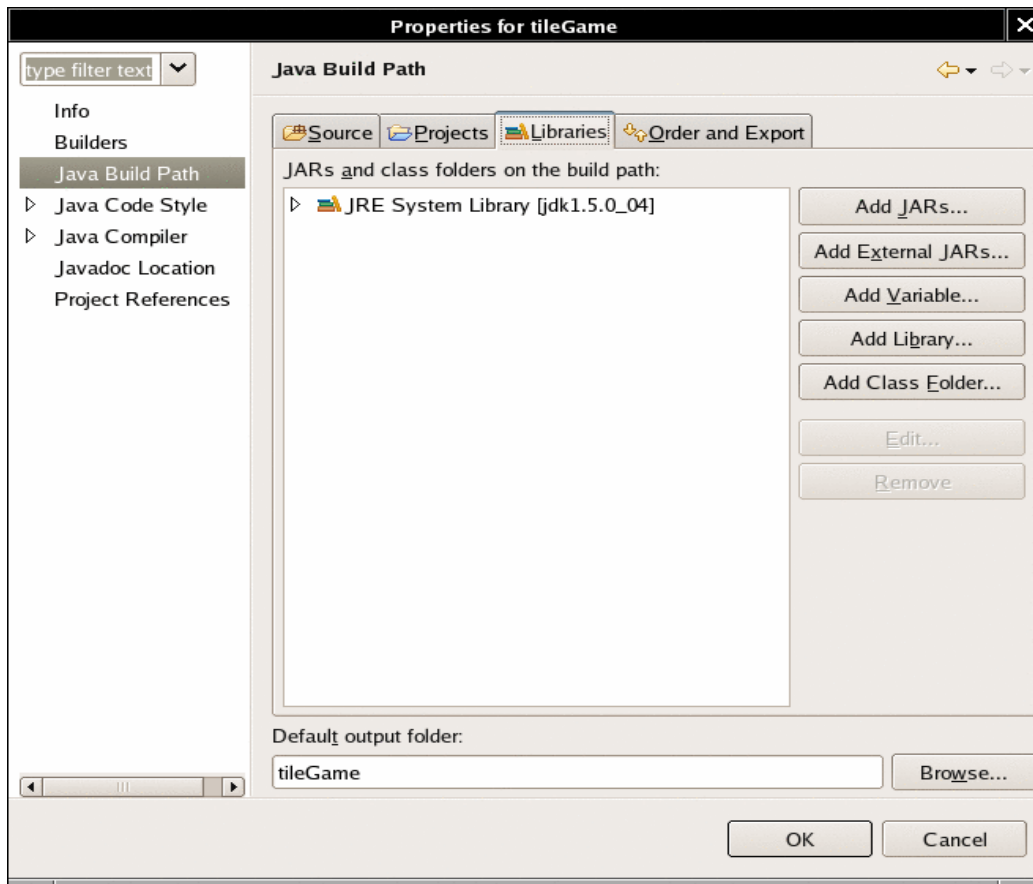 Properties for tileGame
type filter text
Info
Builders
Java Build Path
Java Code Style
Java Compiler
Javadoc Location
Project References
Java Build Path
Source Projects Libraries Order and Export
JARs and class folders on the build path:
JRE System Library [jdk1.5.0_04]
Add JARs...
Add External JARs...
Add Variable...
Add Library...
Add Class Folder...
Edit...
Remove
Default output folder:
tileGame
Browse...
OK Cancel